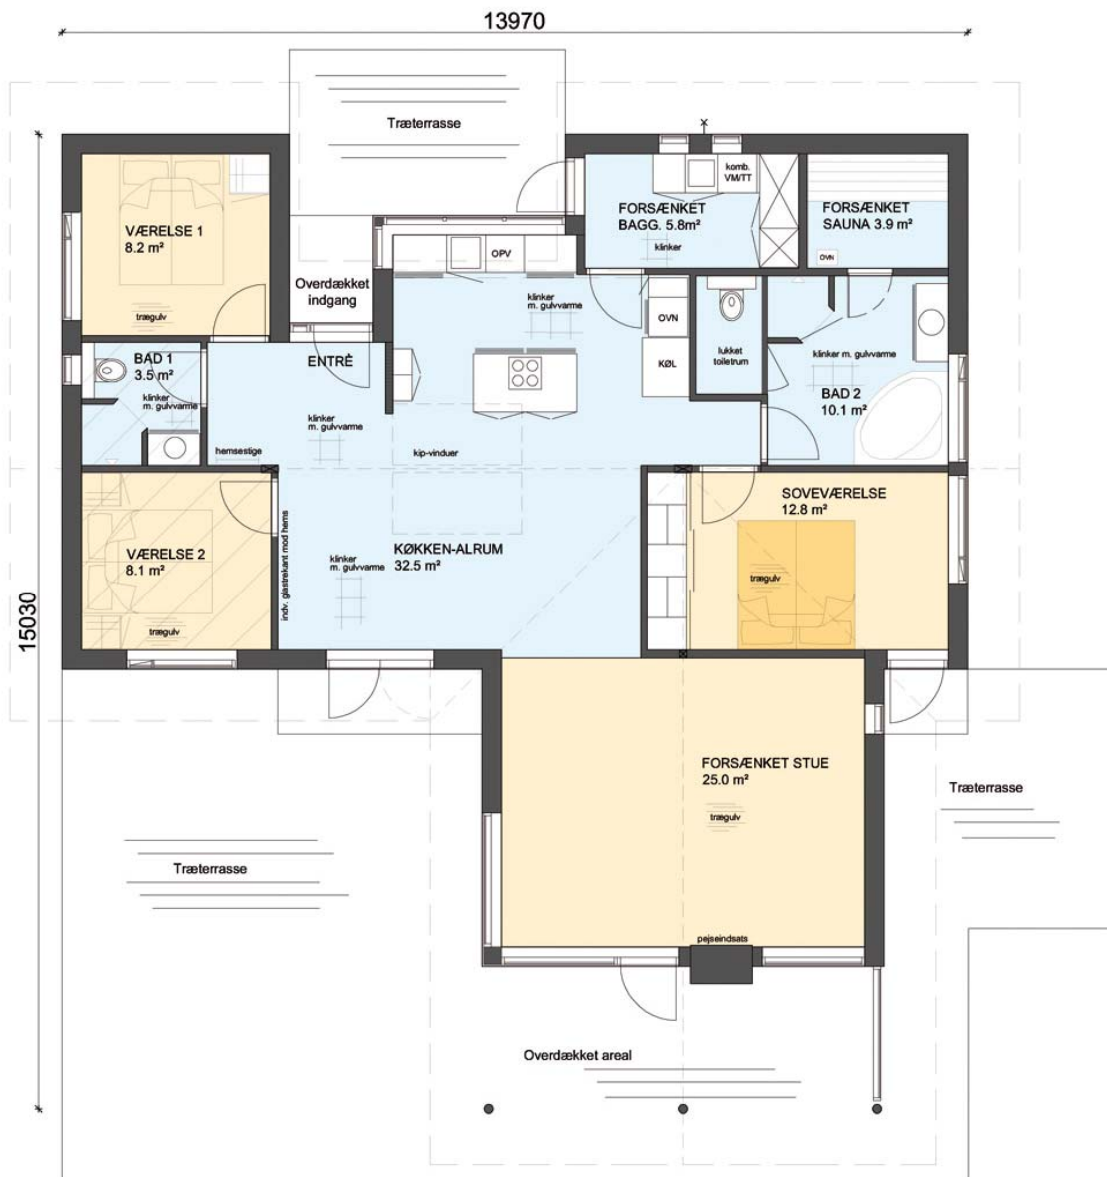 13970
Træterrasse
komb.
VM/TT
FORSÆNKET
BAGG. 5.8m²
klinker
FORSÆNKET
SAUNA 3.9 m²
OVN
VÆRELSE 1
8.2 m²
trægulv
OPV
Overdækket
indgang
klinker
m. gulvvarme
OVN
KØL
lukket
toiletrum
klinker m. gulvvarme
BAD 2
10.1 m²
BAD 1
3.5 m²
klinker
m. gulvvarme
ENTRÈ
klinker
m. gulvvarme
hemsestige
kip-vinduer
SOVEVÆRELSE
12.8 m²
trægulv
VÆRELSE 2
8.1 m²
trægulv
indv. glastrekant mod hems
KØKKEN-ALRUM
32.5 m²
klinker
m. gulvvarme
15030
FORSÆNKET STUE
25.0 m²
trægulv
Træterrasse
Træterrasse
pejseindsats
Overdækket areal